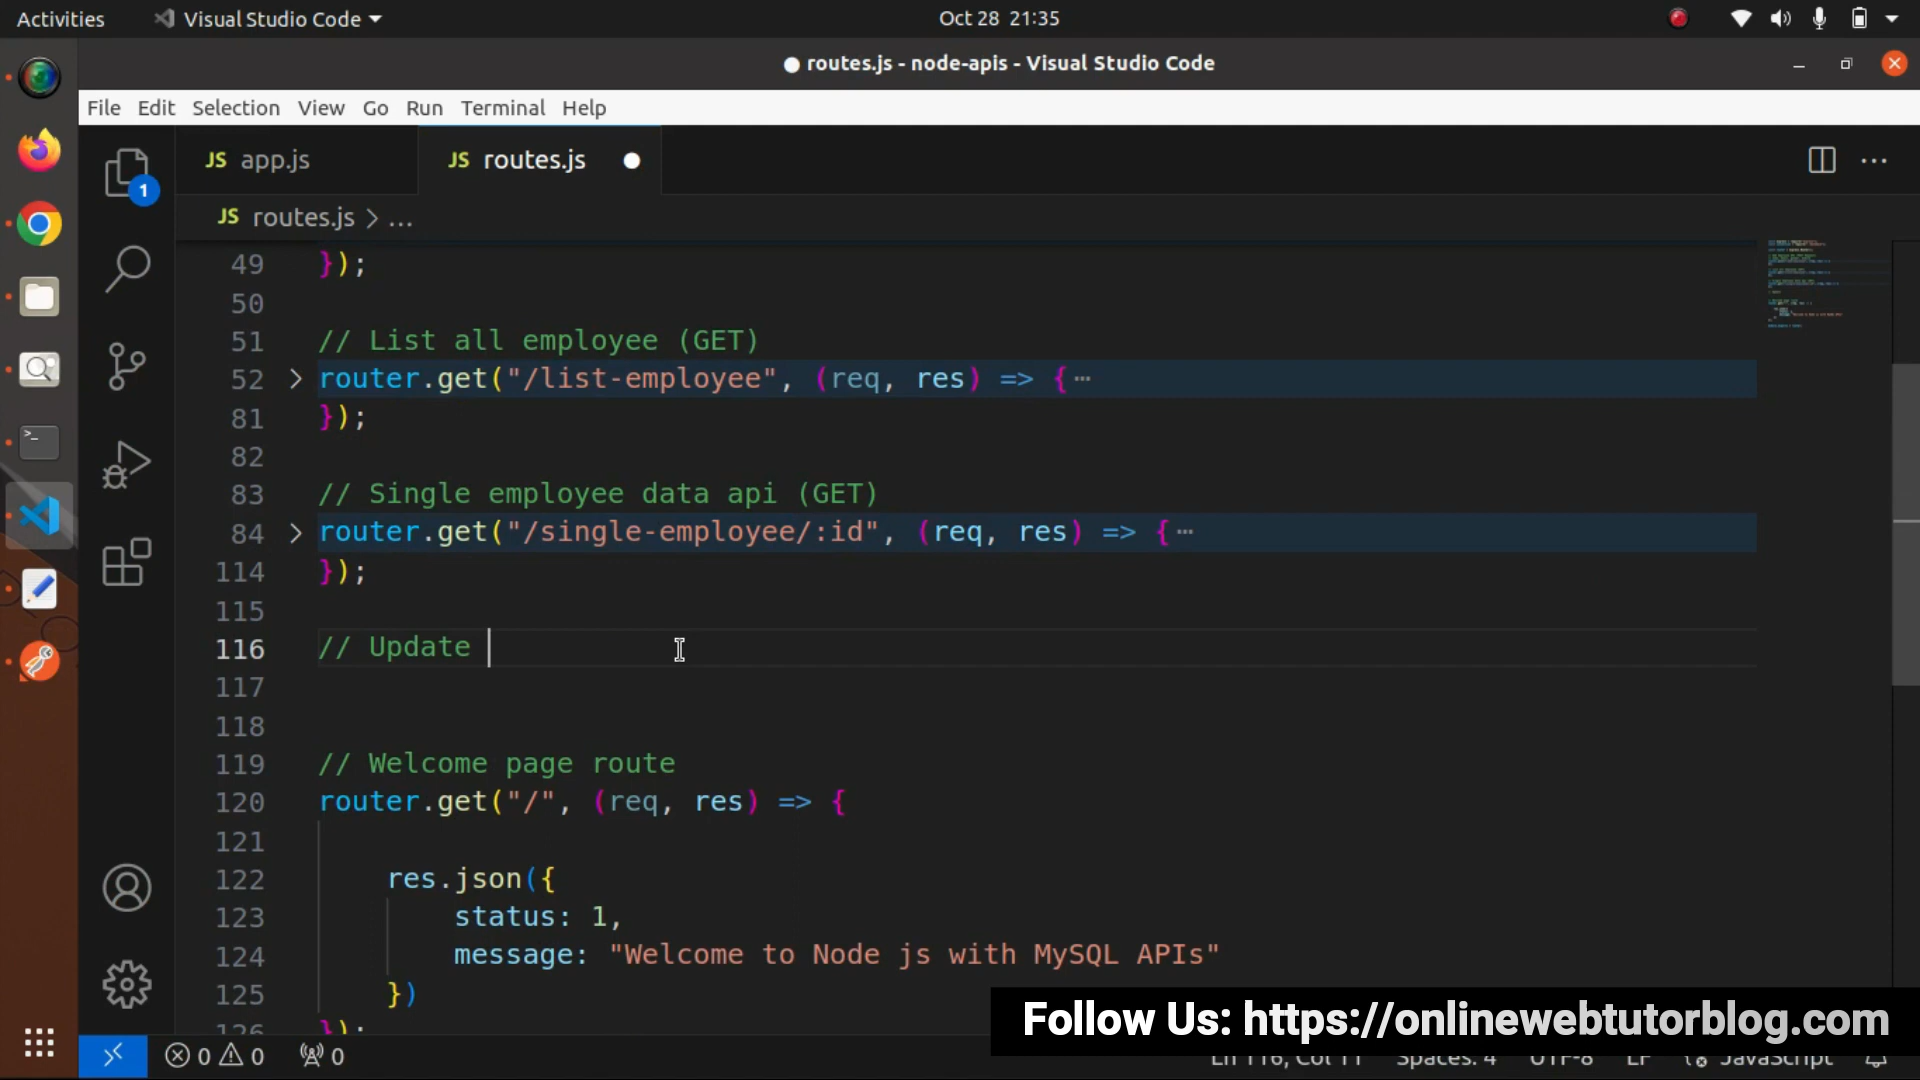 Activities Visual Studio Code Oct 28 21:35
routes.js - node-apis - Visual Studio Code
File Edit Selection View Go Run Terminal Help
1
JS app.js JS routes.js
JS routes.js > ...
49 });
50
51 // List all employee (GET)
52 router.get("/list-employee", (req, res) => {
81 });
82
83 // Single employee data api (GET)
84 router.get("/single-employee/:id", (req, res) => {
114 });
115
116 // Update
117
118
119 // Welcome page route
120 router.get("/", (req, res) => {
121
122 res.json({
123 status: 1,
124 message: "Welcome to Node js with MySQL APIs"
125 })
126 });
Follow Us: https://onlinewebtutorblog.com
0 0 0 Ln 116, Col 11 Spaces: 4 UTF-8 LF JavaScript